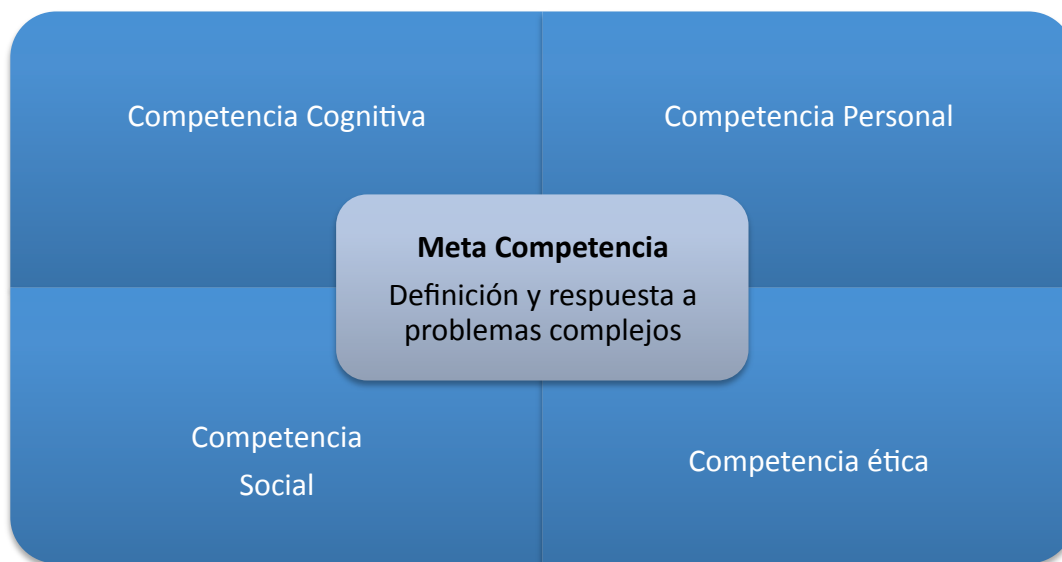 Competencia Cognitiva
Competencia Personal
Meta Competencia
Definición y respuesta a
problemas complejos
Competencia
Social
Competencia ética